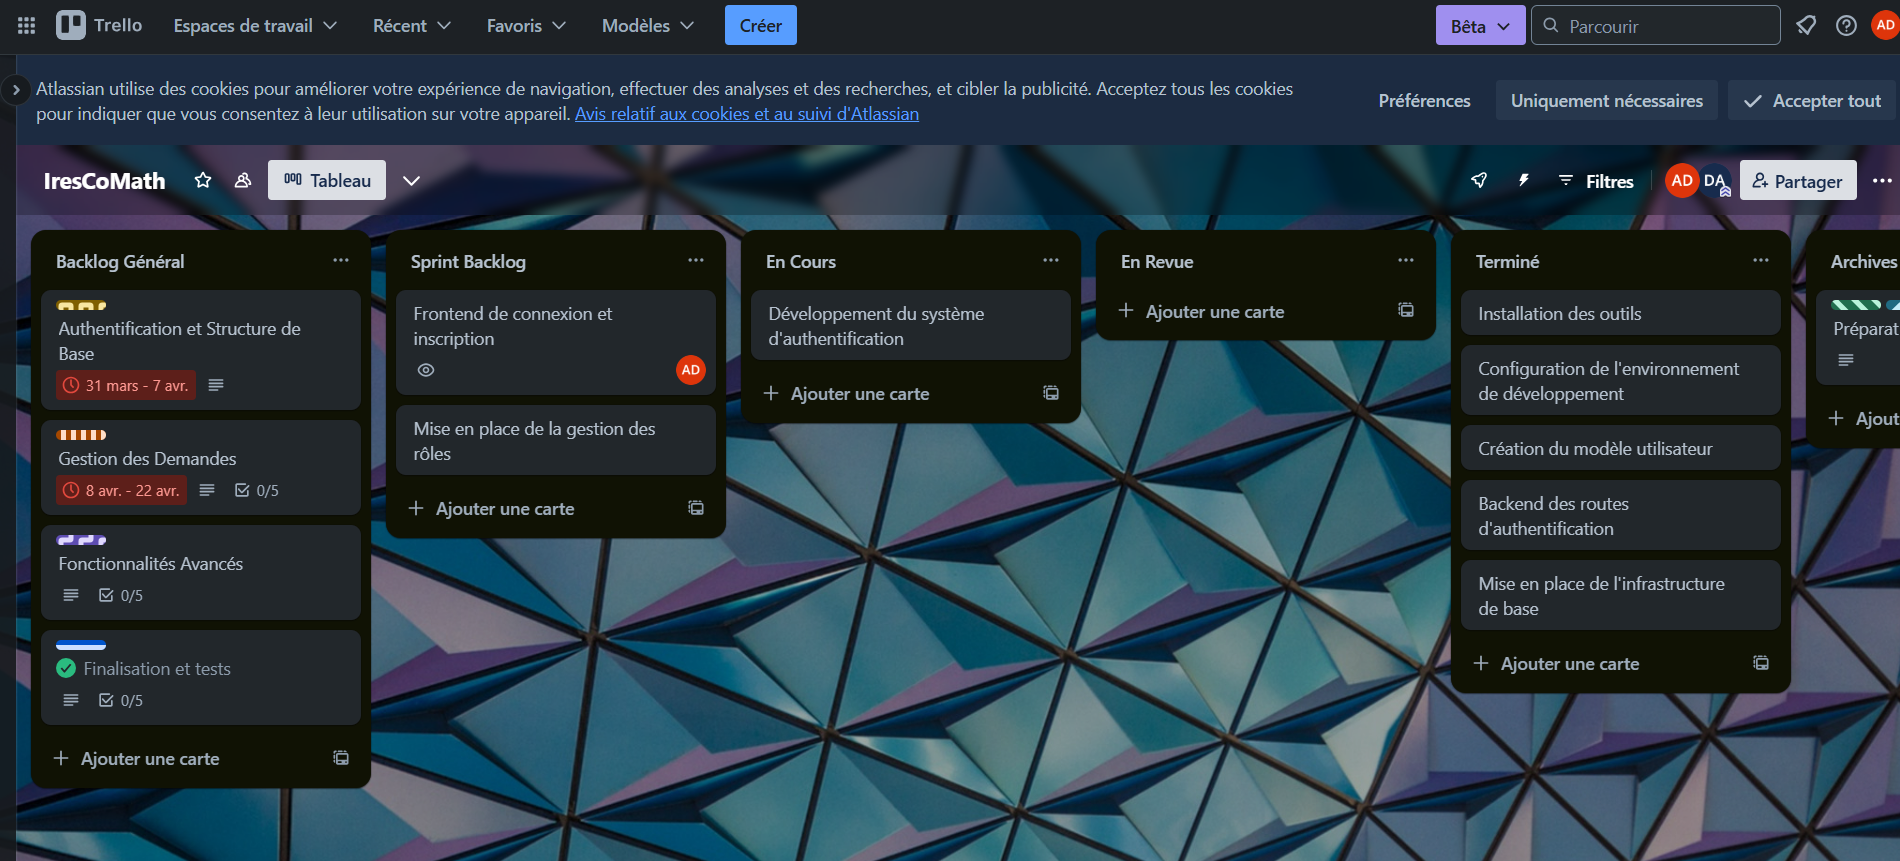 Trello
Espaces de travail
Récent
Favoris
Modèles
Créer
Bêta
Parcourir
AD
Atlassian utilise des cookies pour améliorer votre expérience de navigation, effectuer des analyses et des recherches, et cibler la publicité. Acceptez tous les cookies
pour indiquer que vous consentez à leur utilisation sur votre appareil. Avis relatif aux cookies et au suivi d'Atlassian
Préférences
Uniquement nécessaires
Accepter tout
IresCoMath
Tableau
Filtres
AD
DA
Partager
Backlog Général
Authentification et Structure de
Base
31 mars - 7 avr.
Gestion des Demandes
8 avr. - 22 avr.
0/5
Fonctionnalités Avancés
0/5
Finalisation et tests
0/5
Ajouter une carte
Sprint Backlog
Frontend de connexion et
inscription
AD
Mise en place de la gestion des
rôles
Ajouter une carte
En Cours
Développement du système
d'authentification
Ajouter une carte
En Revue
Ajouter une carte
Terminé
Installation des outils
Configuration de l'environnement
de développement
Création du modèle utilisateur
Backend des routes
d'authentification
Mise en place de l'infrastructure
de base
Ajouter une carte
Archives
Préparat
Ajout